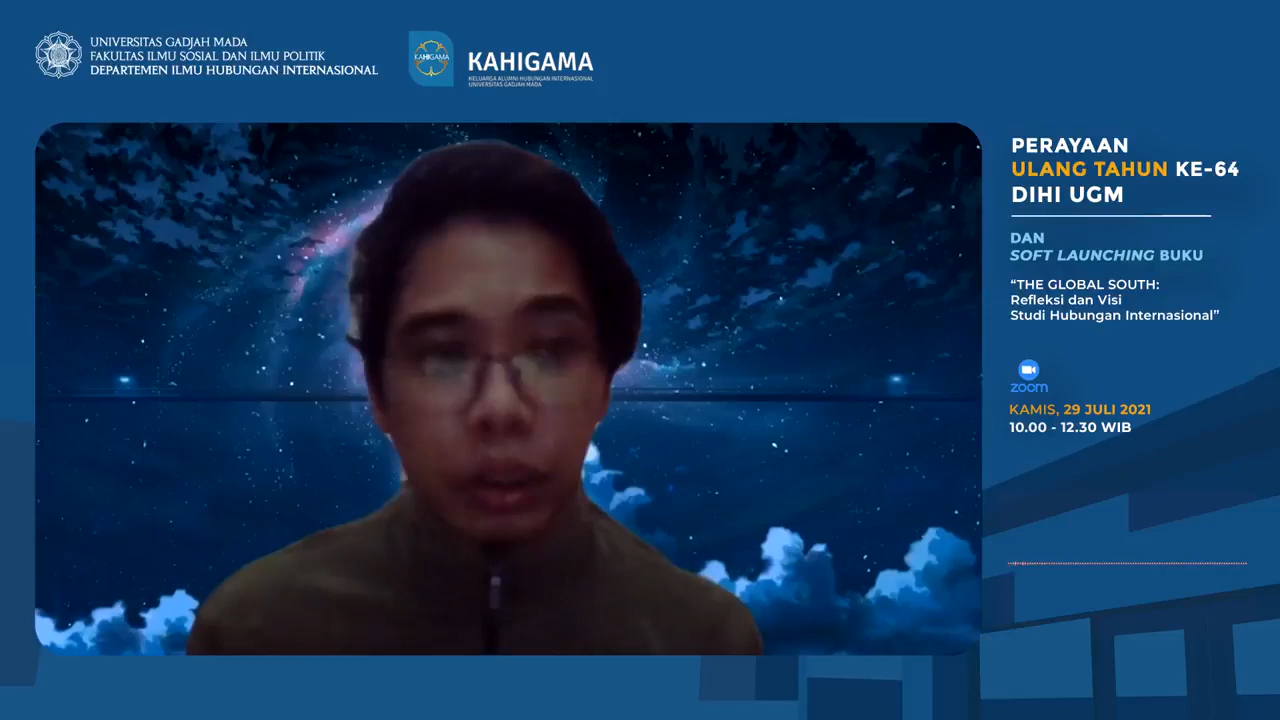 UNIVERSITAS GADJAH MADA
FAKULTAS ILMU SOSIAL DAN ILMU POLITIK
DEPARTEMEN ILMU HUBUNGAN INTERNASIONAL
KAHIGAMA
KAHIGAMA
KELUARGA ALUMNI HUBUNGAN INTERNASIONAL
UNIVERSITAS GADJAH MADA
PERAYAAN
ULANG TAHUN KE-64
DIHI UGM
DAN
SOFT LAUNCHING BUKU
“THE GLOBAL SOUTH:
Refleksi dan Visi
Studi Hubungan Internasional”
zoom
KAMIS, 29 JULI 2021
10.00 - 12.30 WIB